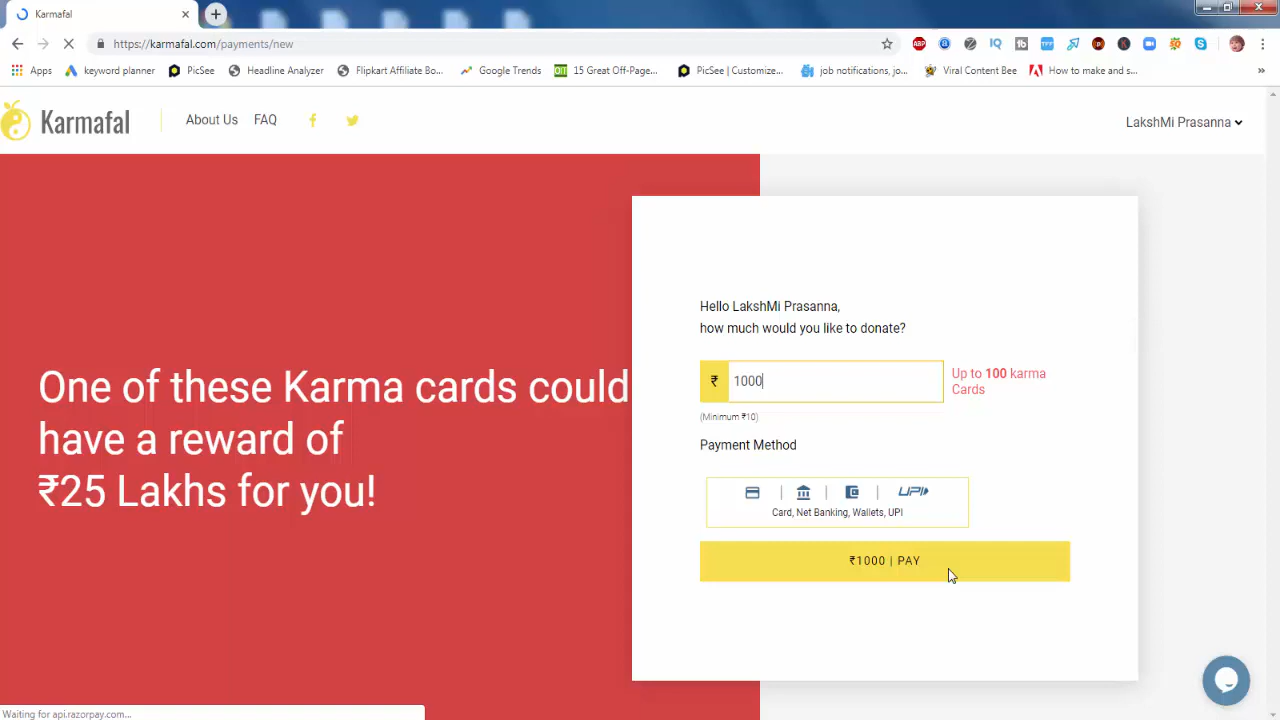 Karmafal
https://karmafal.com/payments/new
Apps
keyword planner
PicSee
Headline Analyzer
Flipkart Affiliate Bo...
Google Trends
15 Great Off-Page...
PicSee | Customize...
job notifications, jo...
Viral Content Bee
How to make and s...
Karmafal
About Us
FAQ
LakshMi Prasanna
One of these Karma cards could
have a reward of
₹25 Lakhs for you!
Hello LakshMi Prasanna,
how much would you like to donate?
₹ 1000
Up to 100 karma
Cards
(Minimum ₹10)
Payment Method
UPI
Card, Net Banking, Wallets, UPI
₹1000 | PAY
Waiting for api.razorpay.com...